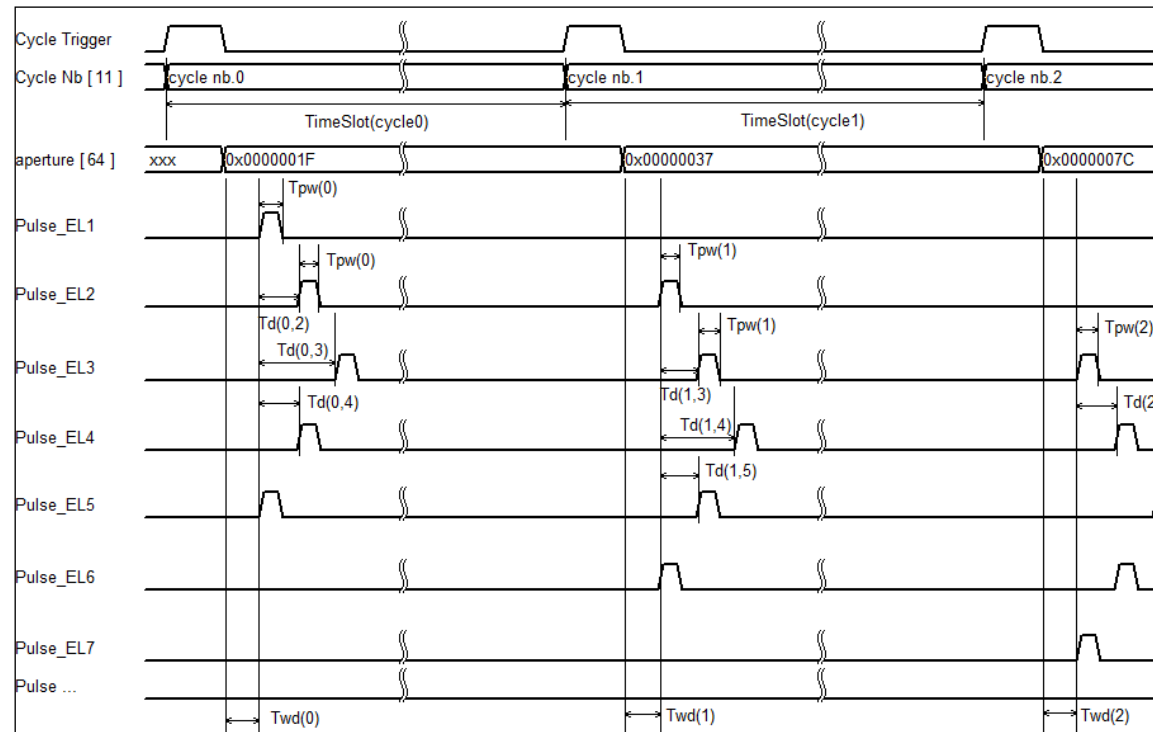 Cycle Trigger
Cycle Nb [ 11 ] cycle nb.0 cycle nb.1 cycle nb.2
TimeSlot(cycle0) TimeSlot(cycle1)
aperture [ 64 ] xxx 0x0000001F 0x00000037 0x0000007C
Tpw(0)
Pulse_EL1
Tpw(0) Tpw(1)
Pulse_EL2
Td(0,2) Tpw(1) Tpw(2)
Td(0,3)
Pulse_EL3
Td(1,3)
Td(0,4) Td(2
Td(1,4)
Pulse_EL4
Td(1,5)
Pulse_EL5
Pulse_EL6
Pulse_EL7
Pulse ...
Twd(0) Twd(1) Twd(2)